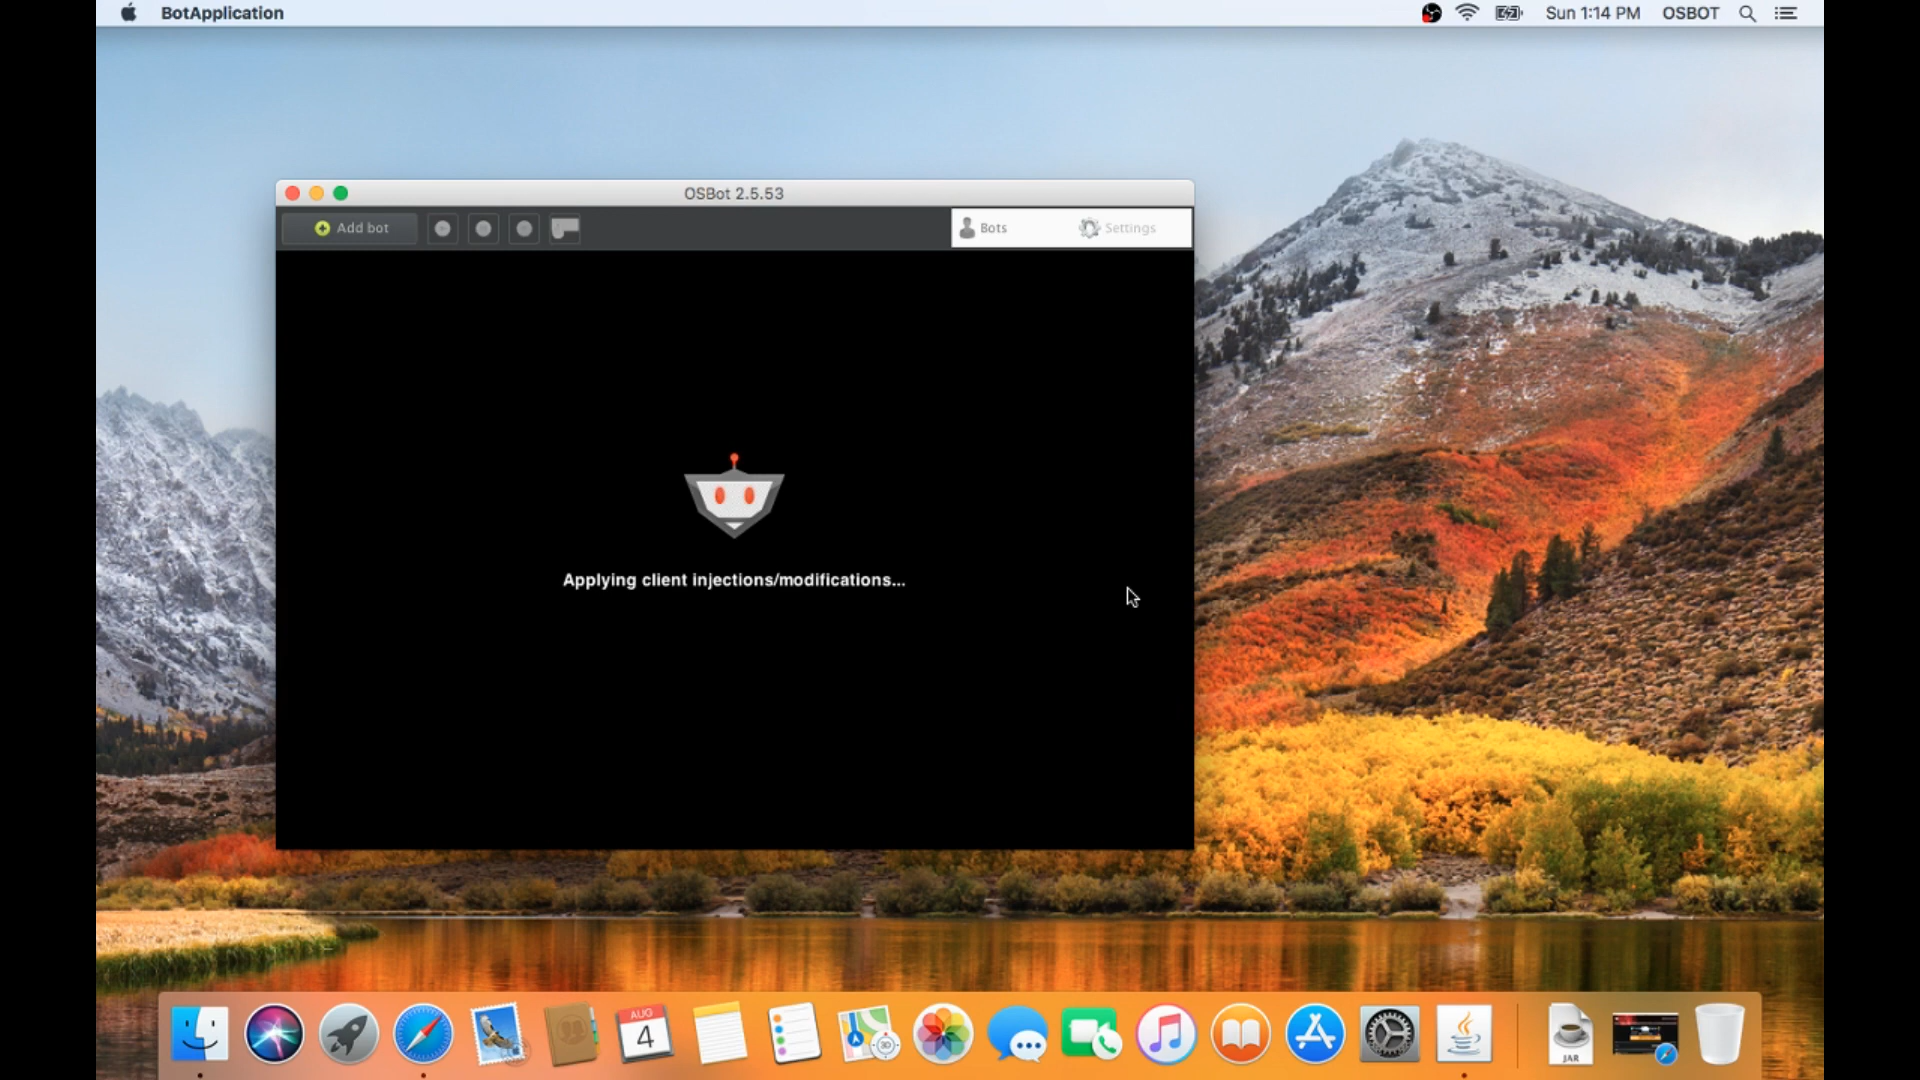 BotApplication
Sun 1:14 PM OSBOT
OSBot 2.5.53
Add bot
Bots
Settings
Applying client injections/modifications...
AUG
4
3D
JAR